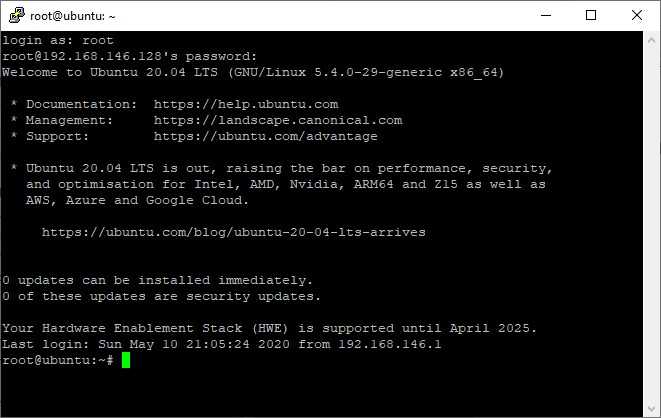 root@ubuntu: ~
login as: root
root@192.168.146.128's password:
Welcome to Ubuntu 20.04 LTS (GNU/Linux 5.4.0-29-generic x86_64)
* Documentation:  https://help.ubuntu.com
* Management:     https://landscape.canonical.com
* Support:        https://ubuntu.com/advantage
* Ubuntu 20.04 LTS is out, raising the bar on performance, security,
and optimisation for Intel, AMD, Nvidia, ARM64 and Z15 as well as
AWS, Azure and Google Cloud.
https://ubuntu.com/blog/ubuntu-20-04-lts-arrives
0 updates can be installed immediately.
0 of these updates are security updates.
Your Hardware Enablement Stack (HWE) is supported until April 2025.
Last login: Sun May 10 21:05:24 2020 from 192.168.146.1
root@ubuntu:~#